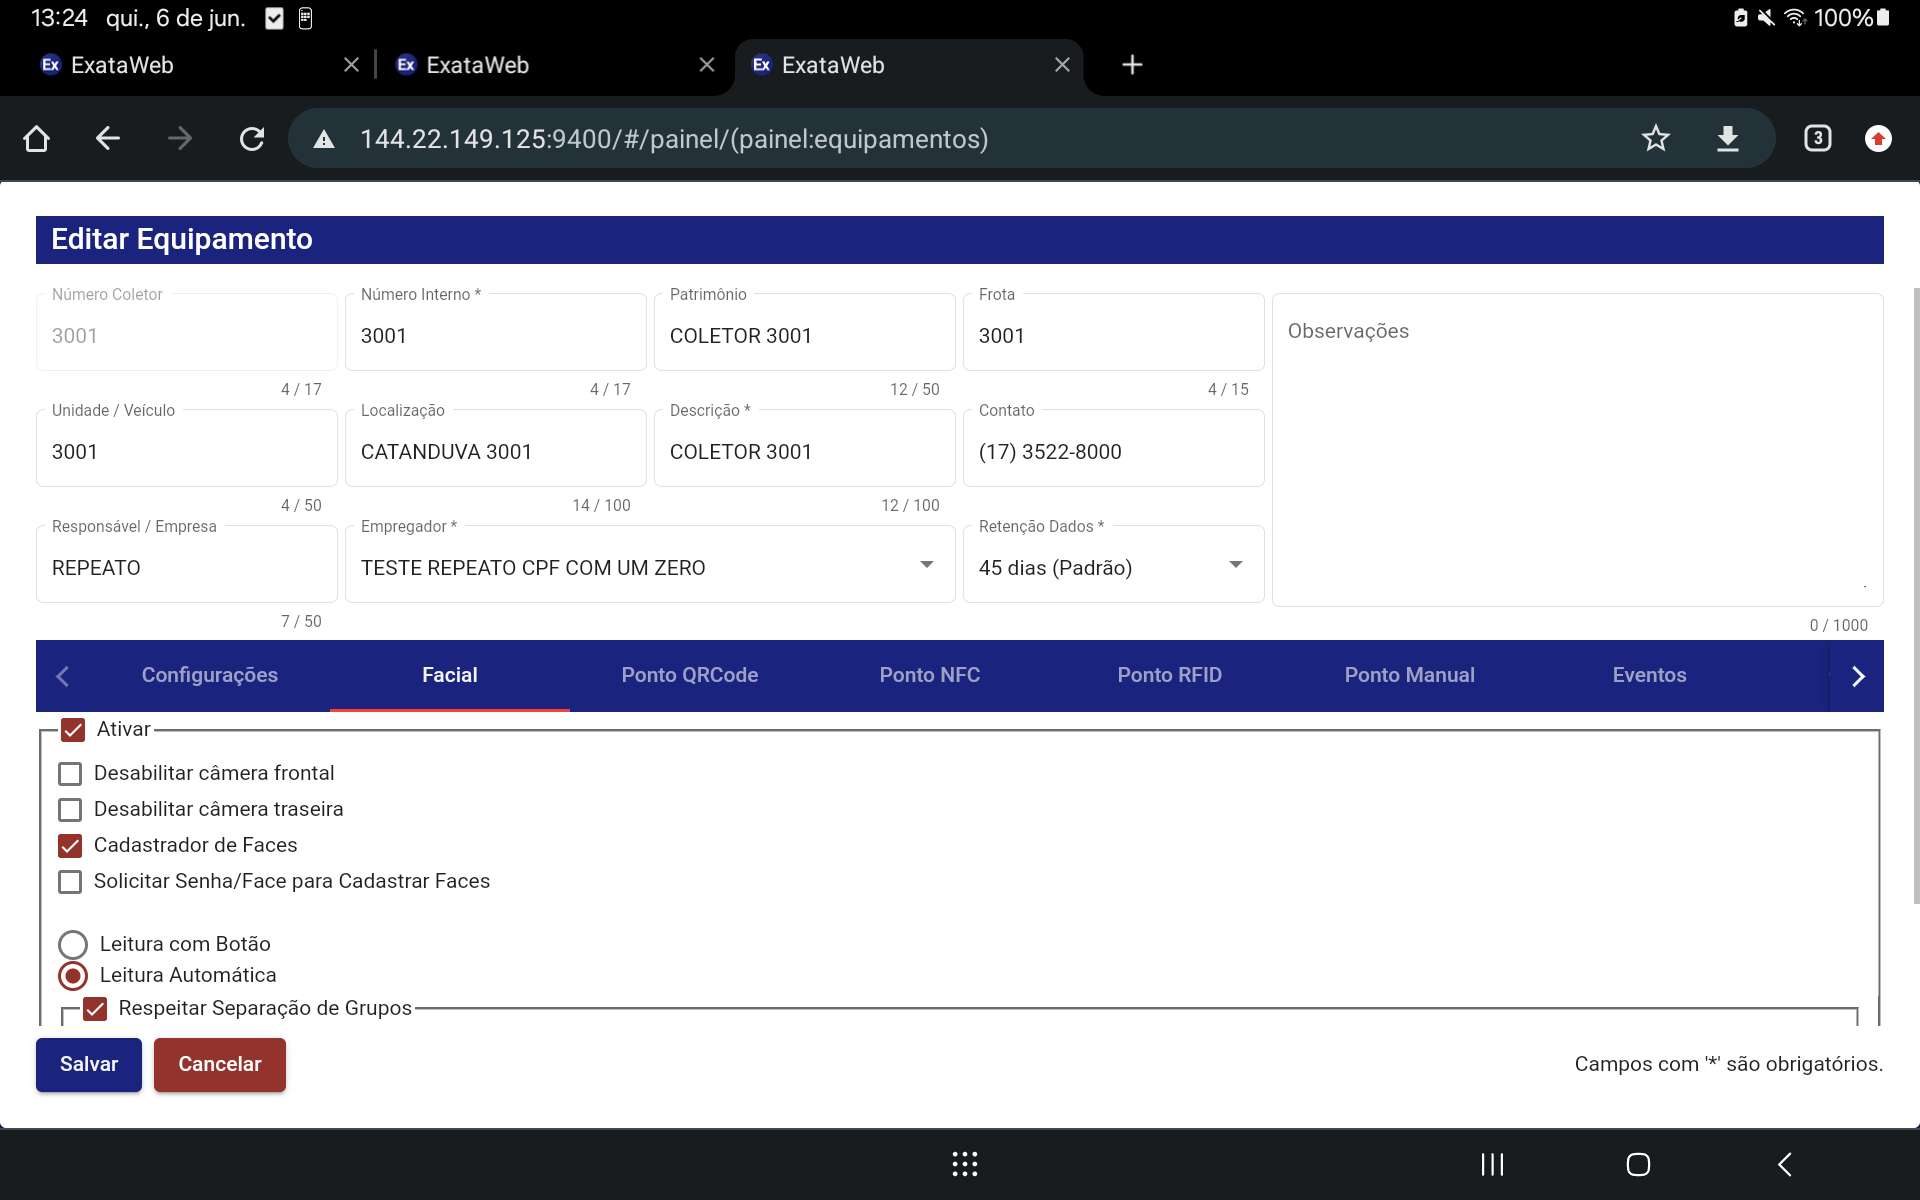 13:24 qui., 6 de jun. 100%
Ex ExataWeb Ex ExataWeb Ex ExataWeb
144.22.149.125:9400/#/painel/(painel:equipamentos) 3
Editar Equipamento
Número Coletor Número Interno * Patrimônio Frota
3001 3001 COLETOR 3001 3001 Observações
4 / 17 4 / 17 12 / 50 4 / 15
Unidade / Veículo Localização Descrição * Contato
3001 CATANDUVA 3001 COLETOR 3001 (17) 3522-8000
4 / 50 14 / 100 12 / 100
Responsável / Empresa Empregador * Retenção Dados *
REPEATO TESTE REPEATO CPF COM UM ZERO 45 dias (Padrão)
7 / 50 0 / 1000
Configurações Facial Ponto QRCode Ponto NFC Ponto RFID Ponto Manual Eventos
Ativar
Desabilitar câmera frontal
Desabilitar câmera traseira
Cadastrador de Faces
Solicitar Senha/Face para Cadastrar Faces
Leitura com Botão
Leitura Automática
Respeitar Separação de Grupos
Salvar Cancelar Campos com '*' são obrigatórios.